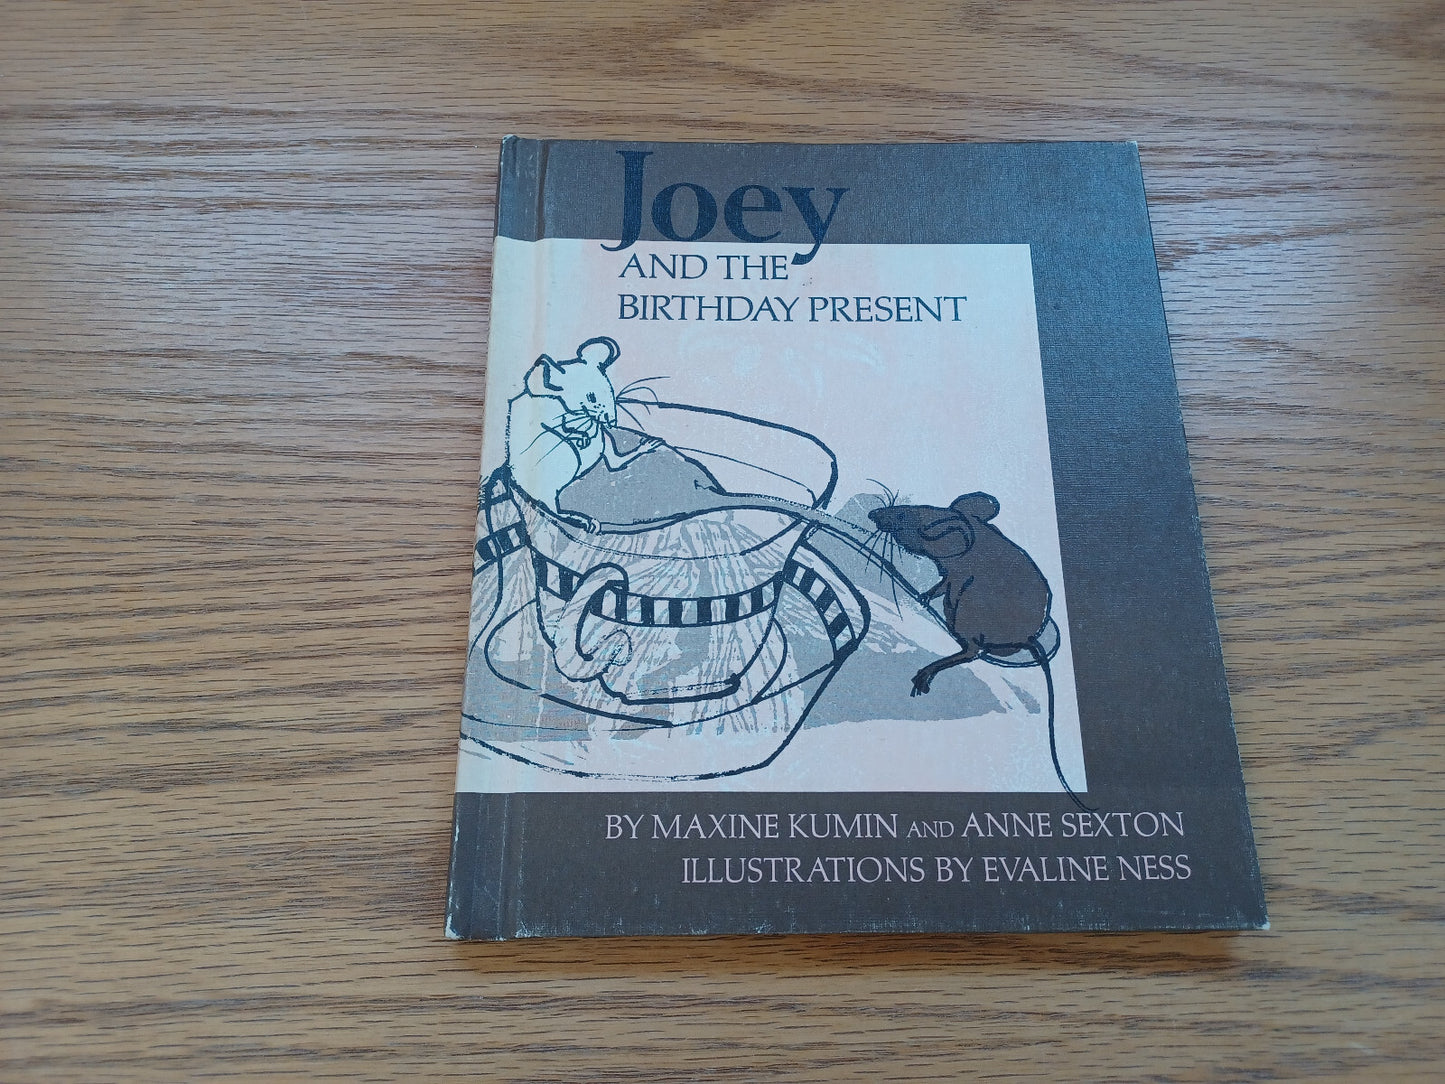 Joey
AND THE
BIRTHDAY PRESENT
BY MAXINE KUMIN AND ANNE SEXTON
ILLUSTRATIONS BY EVALINE NESS